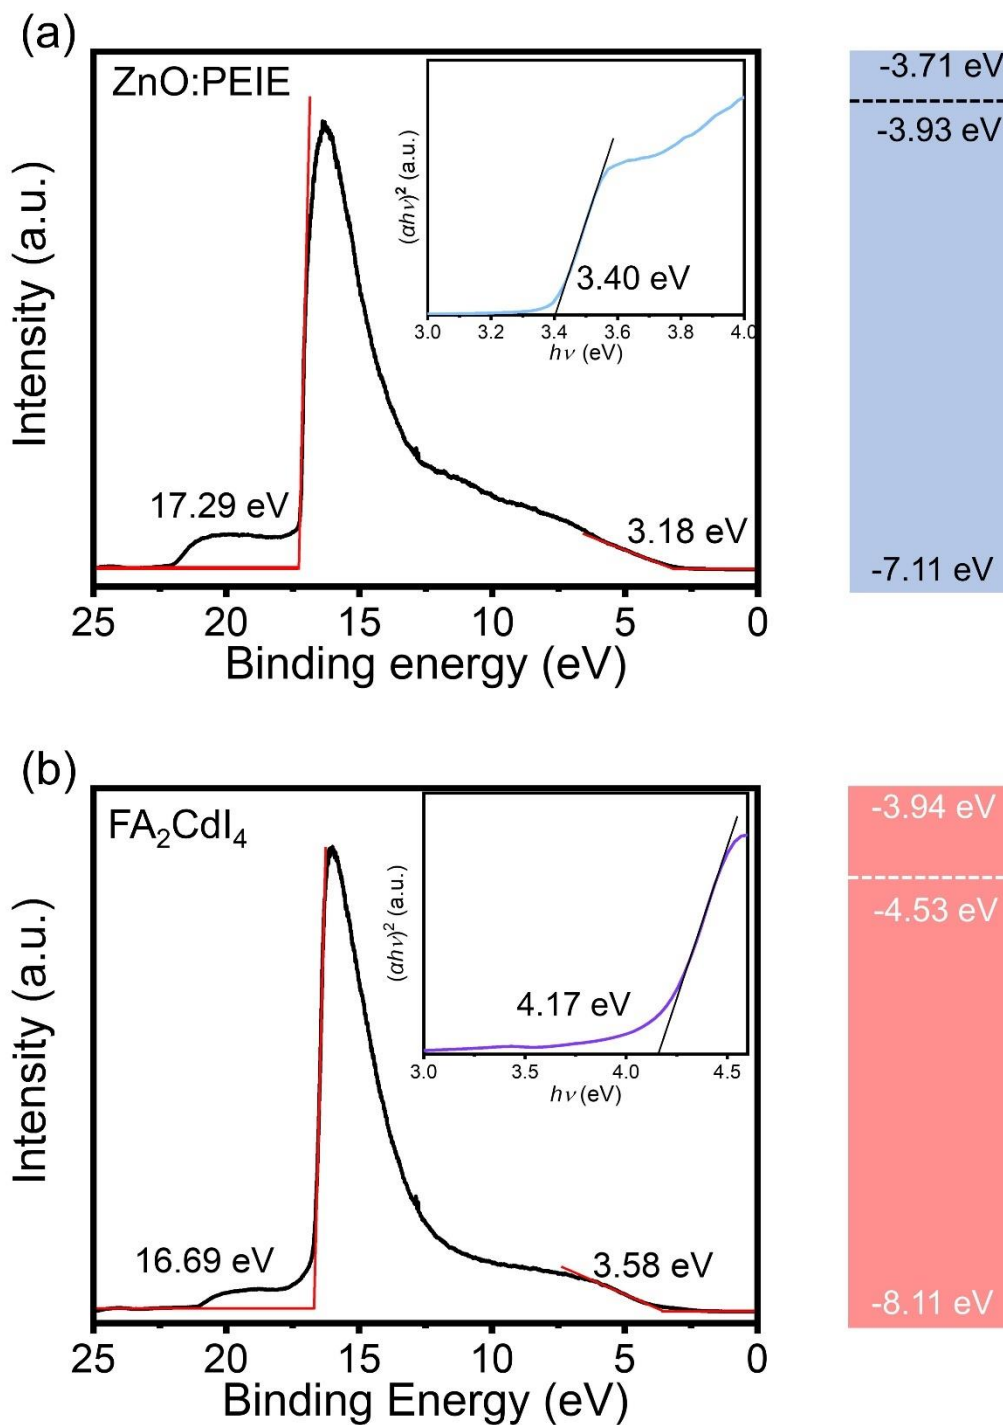 (a)
ZnO:PEIE
Intensity (a.u.)
17.29 eV
3.18 eV
25 20 15 10 5 0
Binding energy (eV)
(αhν)² (a.u.)
3.40 eV
3.0 3.2 3.4 3.6 3.8 4.0
hν (eV)
-3.71 eV
-3.93 eV
-7.11 eV
(b)
FA₂CdI₄
Intensity (a.u.)
16.69 eV
3.58 eV
25 20 15 10 5 0
Binding Energy (eV)
(αhν)² (a.u.)
4.17 eV
3.0 3.5 4.0 4.5
hν (eV)
-3.94 eV
-4.53 eV
-8.11 eV